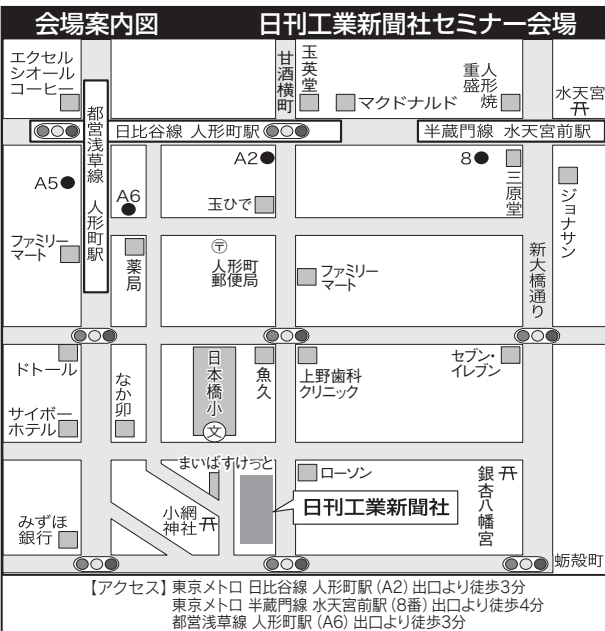 会場案内図 日刊工業新聞社セミナー会場
エクセル
シオール
コーヒー
甘酒横町
玉英堂
マクドナルド
人形焼
重盛
水天宮
都営浅草線 人形町駅
日比谷線 人形町駅
半蔵門線 水天宮前駅
A5
A6
A2
8
三原堂
ジョナサン
玉ひで
ファミリー
マート
薬局
〒
人形町
郵便局
ファミリー
マート
新大橋通り
ドトール
なか卯
日本橋小
文
魚久
上野歯科
クリニック
セブン・
イレブン
サイボー
ホテル
まいばすけっと
ローソン
銀杏八幡宮
みずほ
銀行
小網
神社
日刊工業新聞社
蛎殻町
【アクセス】東京メトロ 日比谷線 人形町駅(A2)出口より徒歩3分
東京メトロ 半蔵門線 水天宮前駅(8番)出口より徒歩4分
都営浅草線 人形町駅(A6)出口より徒歩3分